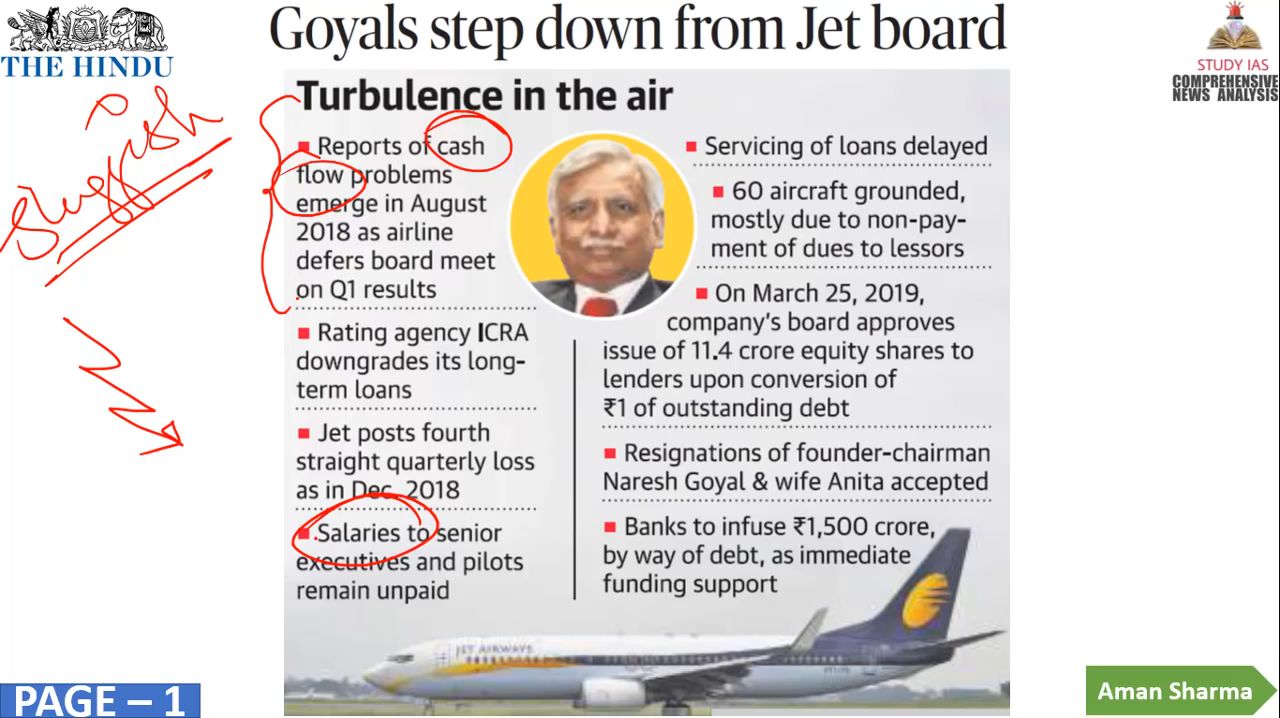 Goyals step down from Jet board
THE HINDU
STUDY IAS
COMPREHENSIVE
NEWS ANALYSIS
Sluggish
Turbulence in the air
Reports of cash
flow problems
emerge in August
2018 as airline
defers board meet
on Q1 results
Rating agency ICRA
downgrades its long-
term loans
Jet posts fourth
straight quarterly loss
as in Dec. 2018
Salaries to senior
executives and pilots
remain unpaid
Servicing of loans delayed
60 aircraft grounded,
mostly due to non-pay-
ment of dues to lessors
On March 25, 2019,
company's board approves
issue of 11.4 crore equity shares to
lenders upon conversion of
₹1 of outstanding debt
Resignations of founder-chairman
Naresh Goyal & wife Anita accepted
Banks to infuse ₹1,500 crore,
by way of debt, as immediate
funding support
JET AIRWAYS
PAGE – 1
Aman Sharma